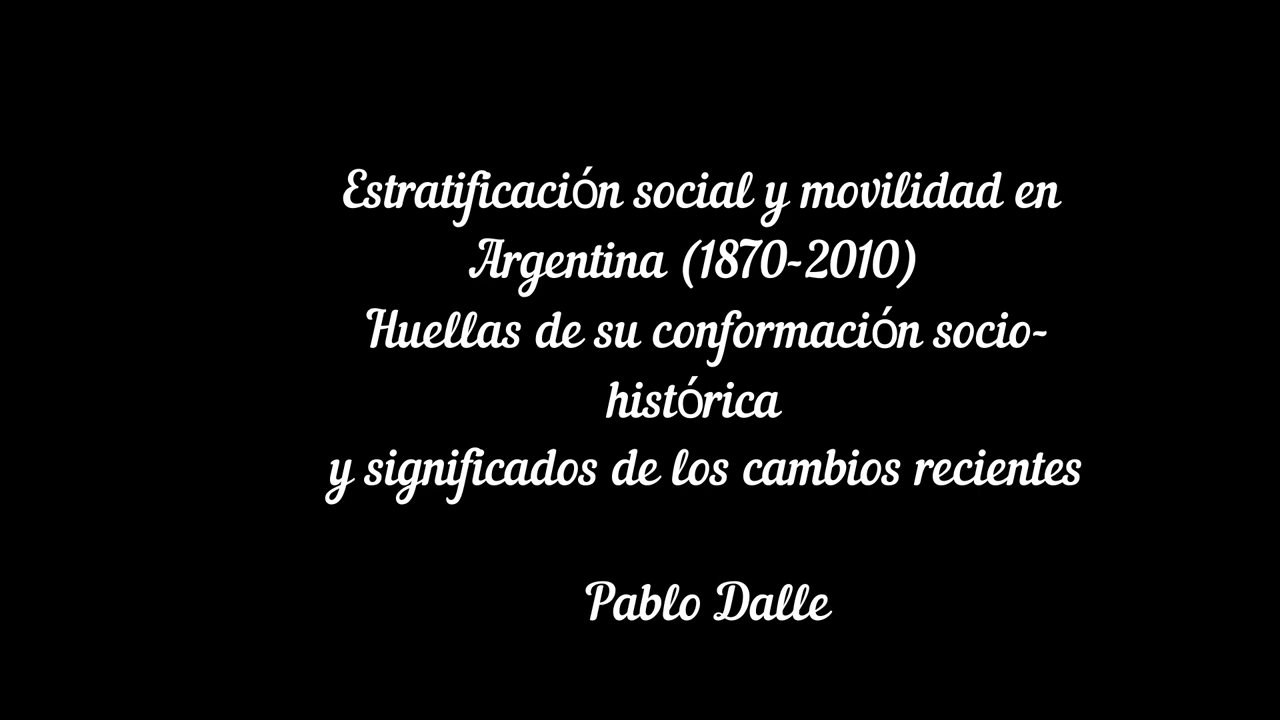 Estratificación social y movilidad en
Argentina (1870-2010)
Huellas de su conformación socio-
histórica
y significados de los cambios recientes
Pablo Dalle